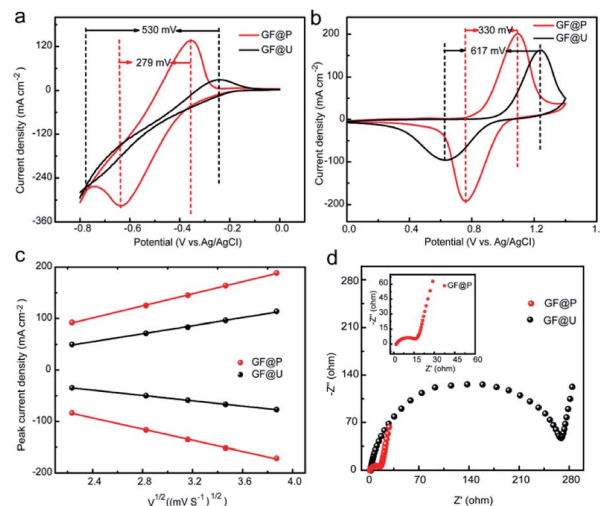 a
530 mV
GF@P
GF@U
279 mV
Current density (mA cm-2)
120
0
-120
-240
-360
-0.8
-0.6
-0.4
-0.2
0.0
Potential (V vs.Ag/AgCl)
b
330 mV
GF@P
GF@U
617 mV
Current density (mA cm-2)
200
100
0
-100
-200
0.0
0.4
0.8
1.2
1.
Potential (V vs. Ag/AgCl)
c
GF@P
GF@U
Peak current density (mA cm-2)
200
100
0
-100
-200
2.4
2.8
3.2
3.6
4.0
V1/2((mV S-1)1/2)
d
GF@P
GF@U
-Z'' (ohm)
280
210
140
70
0
0
70
140
210
280
Z' (ohm)
GF@P
-Z'' (ohm)
60
45
30
15
0
0
15
30
45
60
Z' (ohm)